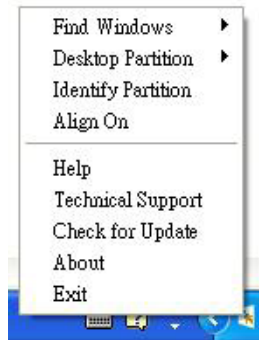 Find Windows
Desktop Partition
Identify Partition
Align On
Help
Technical Support
Check for Update
About
Exit